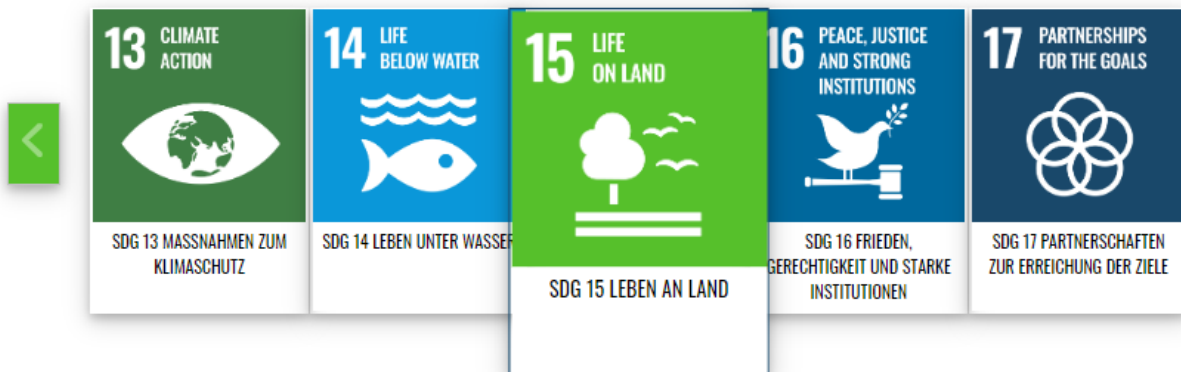 13 CLIMATE
ACTION
SDG 13 MASSNAHMEN ZUM
KLIMASCHUTZ
14 LIFE
BELOW WATER
SDG 14 LEBEN UNTER WASSER
15 LIFE
ON LAND
SDG 15 LEBEN AN LAND
16 PEACE, JUSTICE
AND STRONG
INSTITUTIONS
SDG 16 FRIEDEN,
GERECHTIGKEIT UND STARKE
INSTITUTIONEN
17 PARTNERSHIPS
FOR THE GOALS
SDG 17 PARTNERSCHAFTEN
ZUR ERREICHUNG DER ZIELE